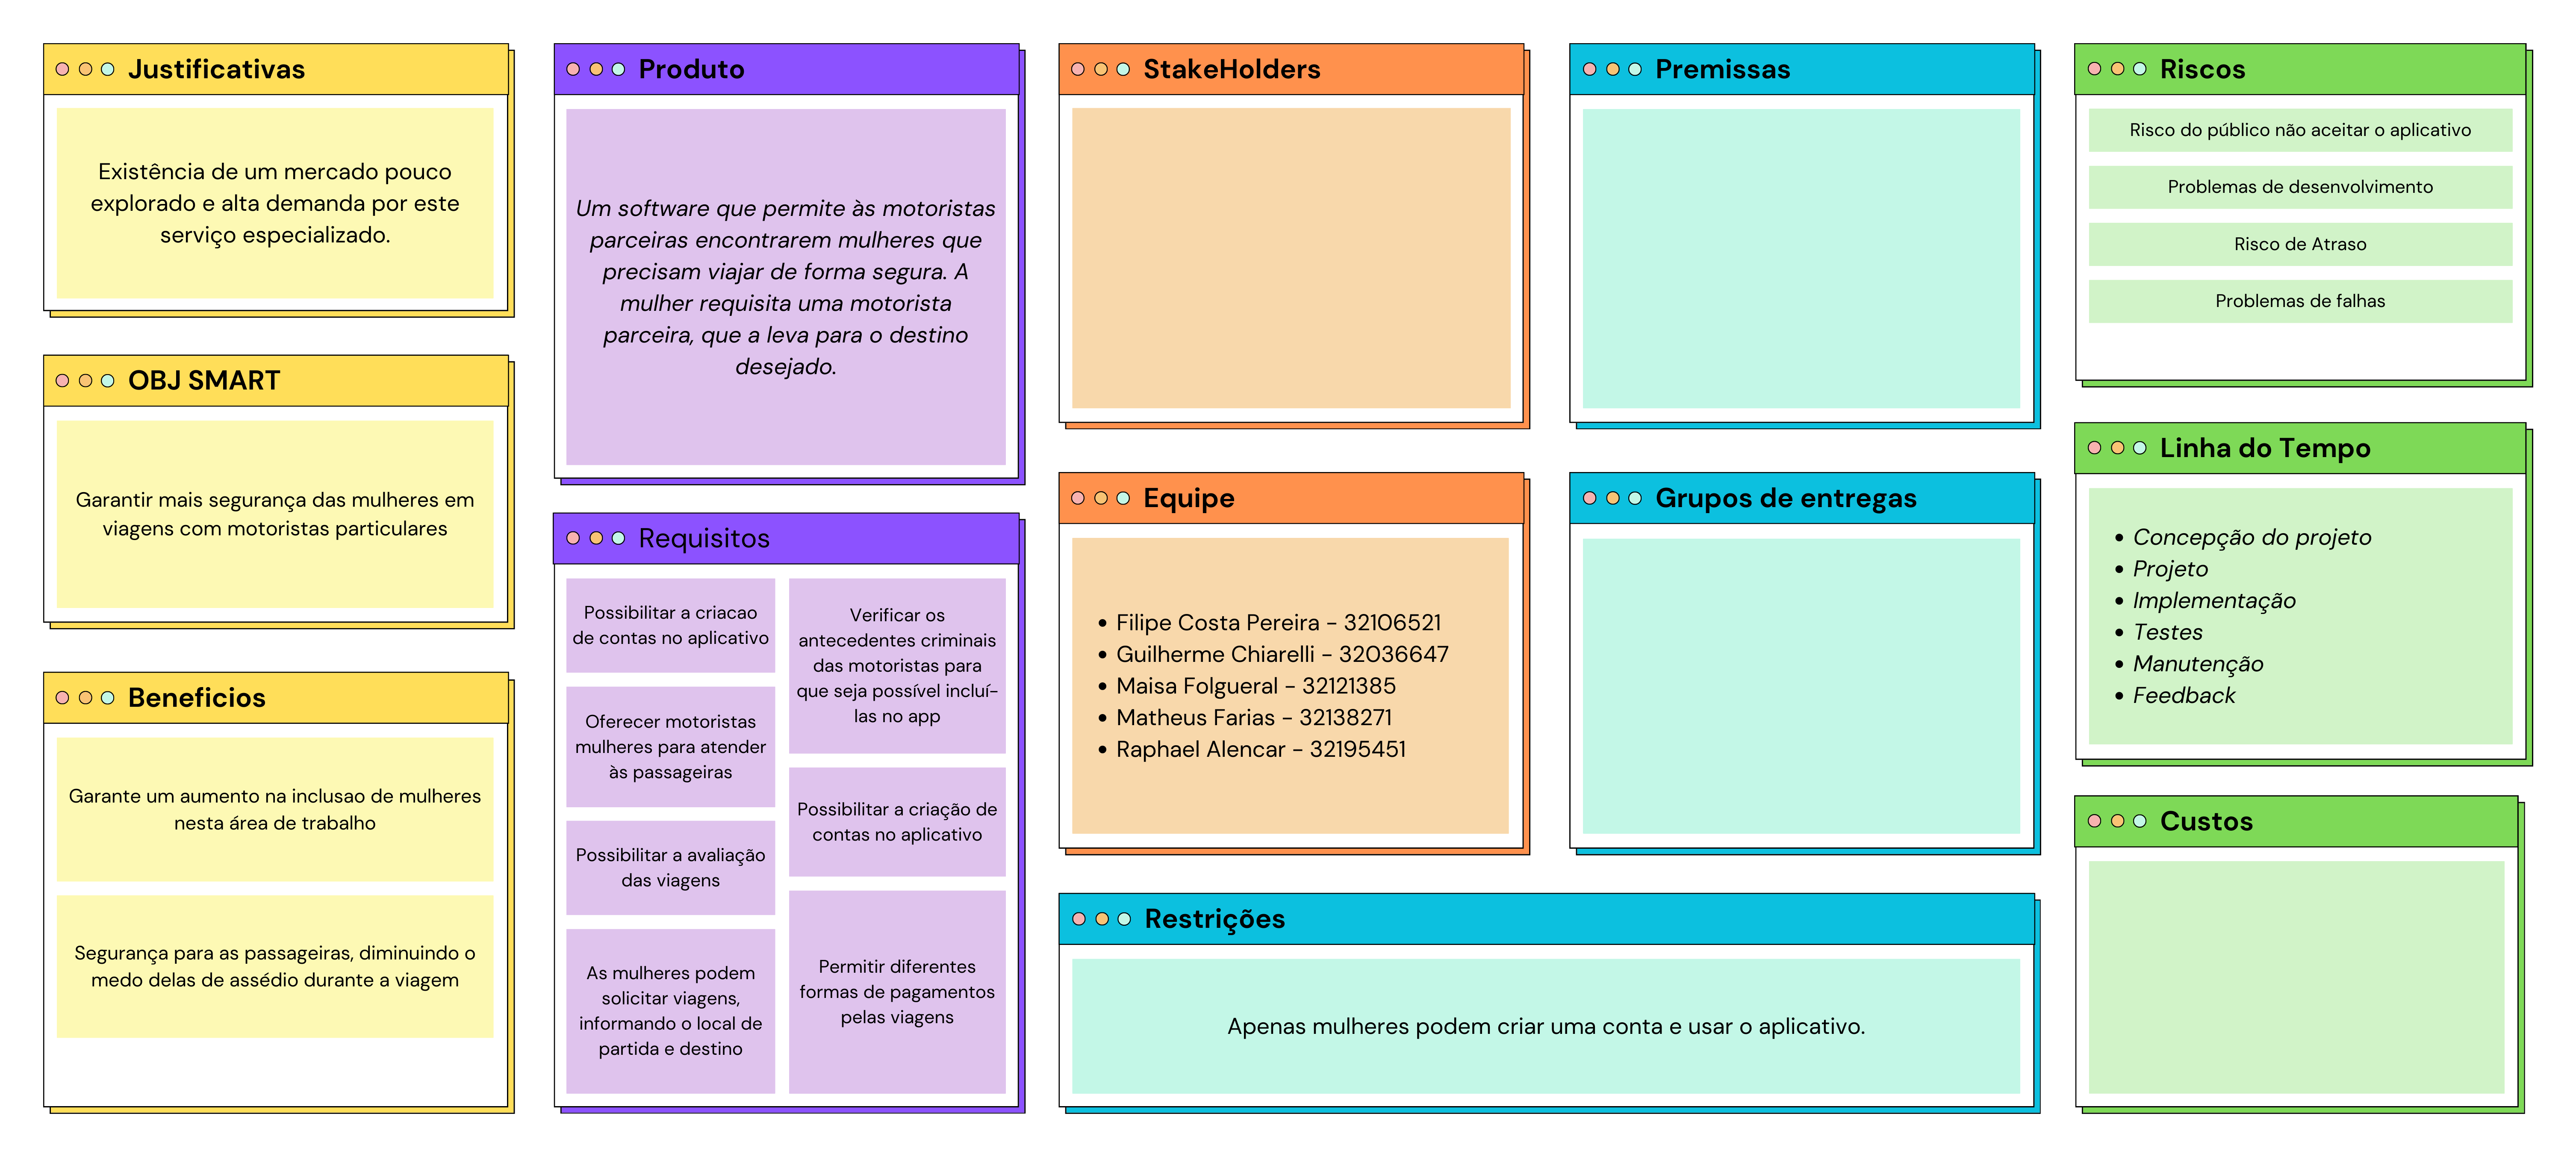 Justificativas
Existência de um mercado pouco
explorado e alta demanda por este
serviço especializado.
OBJ SMART
Garantir mais segurança das mulheres em
viagens com motoristas particulares
Beneficios
Garante um aumento na inclusao de mulheres
nesta área de trabalho
Segurança para as passageiras, diminuindo o
medo delas de assédio durante a viagem
Produto
Um software que permite às motoristas
parceiras encontrarem mulheres que
precisam viajar de forma segura. A
mulher requisita uma motorista
parceira, que a leva para o destino
desejado.
Requisitos
Possibilitar a criacao
de contas no aplicativo
Oferecer motoristas
mulheres para atender
às passageiras
Possibilitar a avaliação
das viagens
As mulheres podem
solicitar viagens,
informando o local de
partida e destino
Verificar os
antecedentes criminais
das motoristas para
que seja possível incluí-
las no app
Possibilitar a criação de
contas no aplicativo
Permitir diferentes
formas de pagamentos
pelas viagens
StakeHolders
Equipe
• Filipe Costa Pereira - 32106521
• Guilherme Chiarelli - 32036647
• Maisa Folgueral - 32121385
• Matheus Farias - 32138271
• Raphael Alencar - 32195451
Premissas
Grupos de entregas
Restrições
Apenas mulheres podem criar uma conta e usar o aplicativo.
Riscos
Risco do público não aceitar o aplicativo
Problemas de desenvolvimento
Risco de Atraso
Problemas de falhas
Linha do Tempo
• Concepção do projeto
• Projeto
• Implementação
• Testes
• Manutenção
• Feedback
Custos